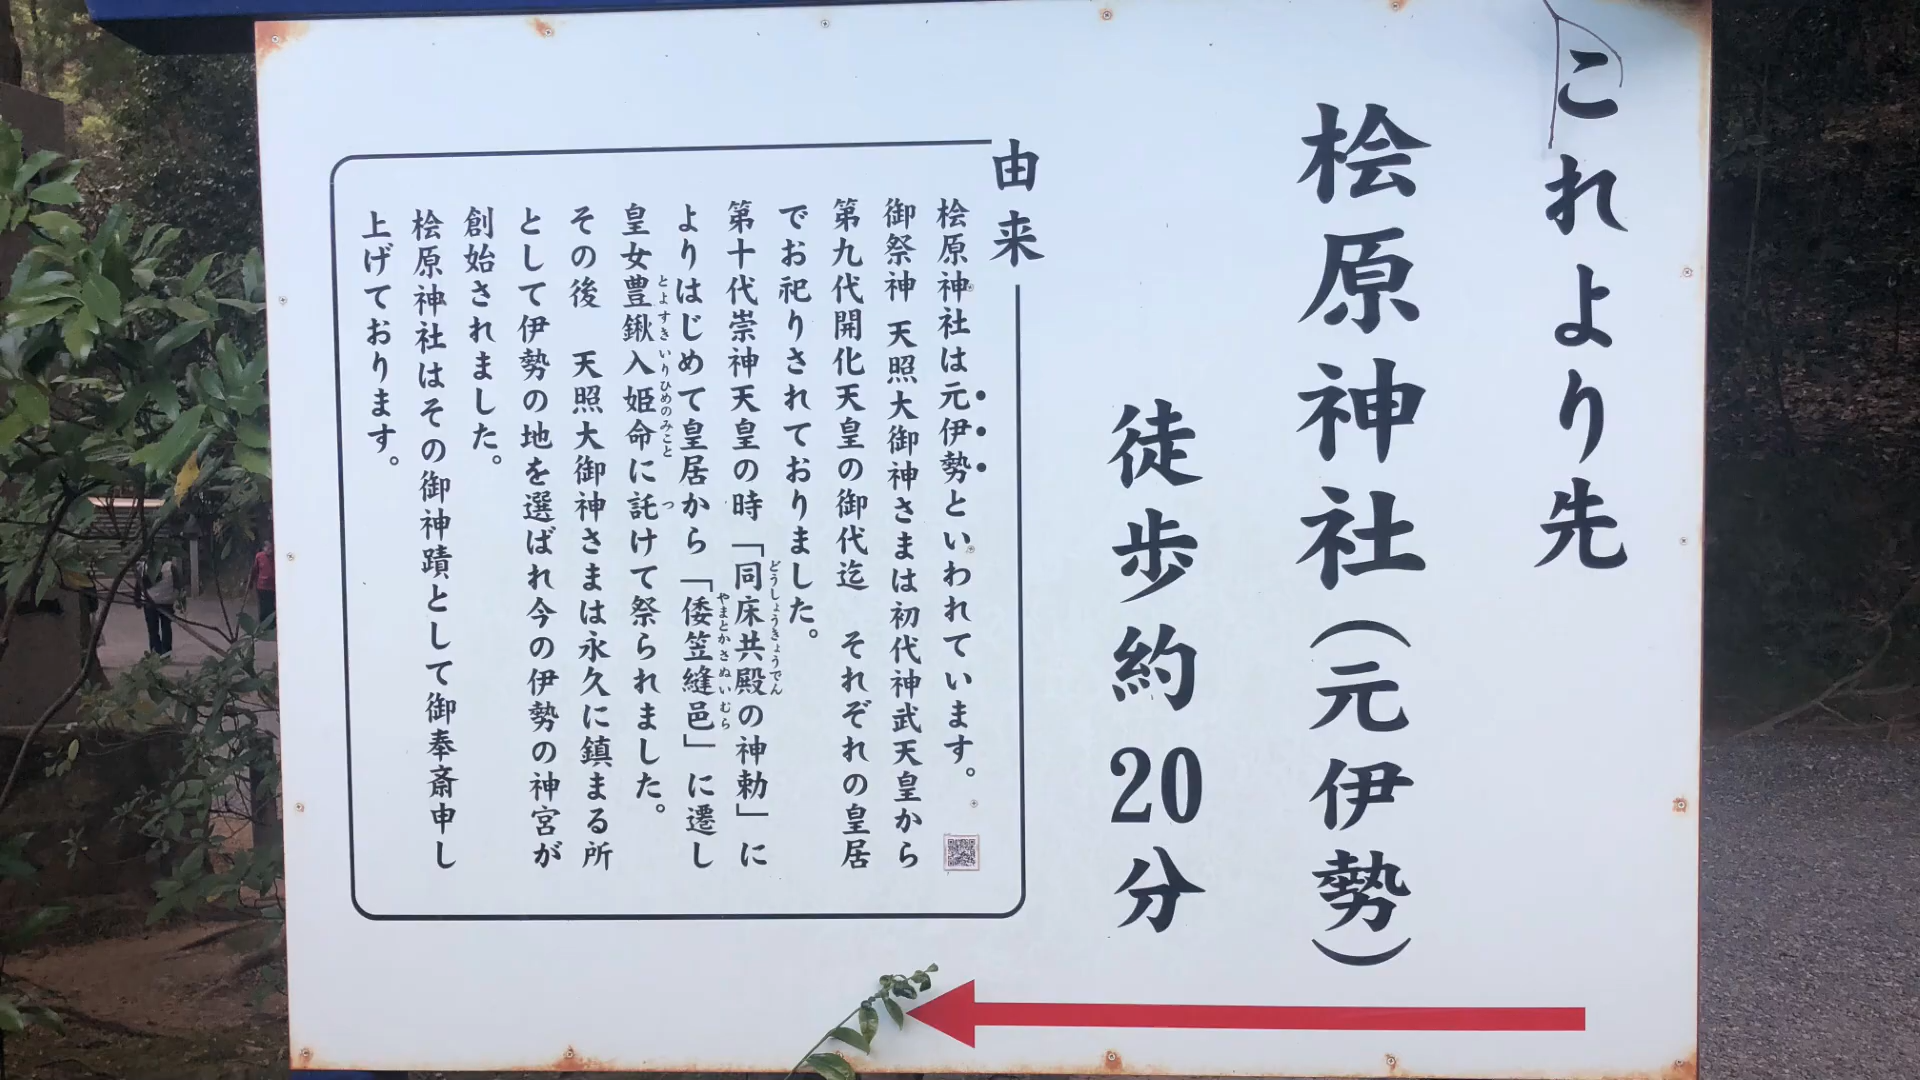 これより先
桧原神社(元伊勢)
徒歩約20分
由来
桧原神社は元伊勢といわれています。
御祭神 天照大御神さまは初代神武天皇から
第九代開化天皇の御代迄 それぞれの皇居
でお祀りされておりました。
第十代崇神天皇の時「同床共殿の神勅」に
どうしょうきょうでん
よりはじめて皇居から「倭笠縫邑」に遷し
やまとかさぬいむら
皇女豊鍬入姫命に託けて祭られました。
とよすきいりひめのみこと
つ
その後 天照大御神さまは永久に鎮まる所
として伊勢の地を選ばれ今の伊勢の神宮が
創始されました。
桧原神社はその御神蹟として御奉斎申し
上げております。